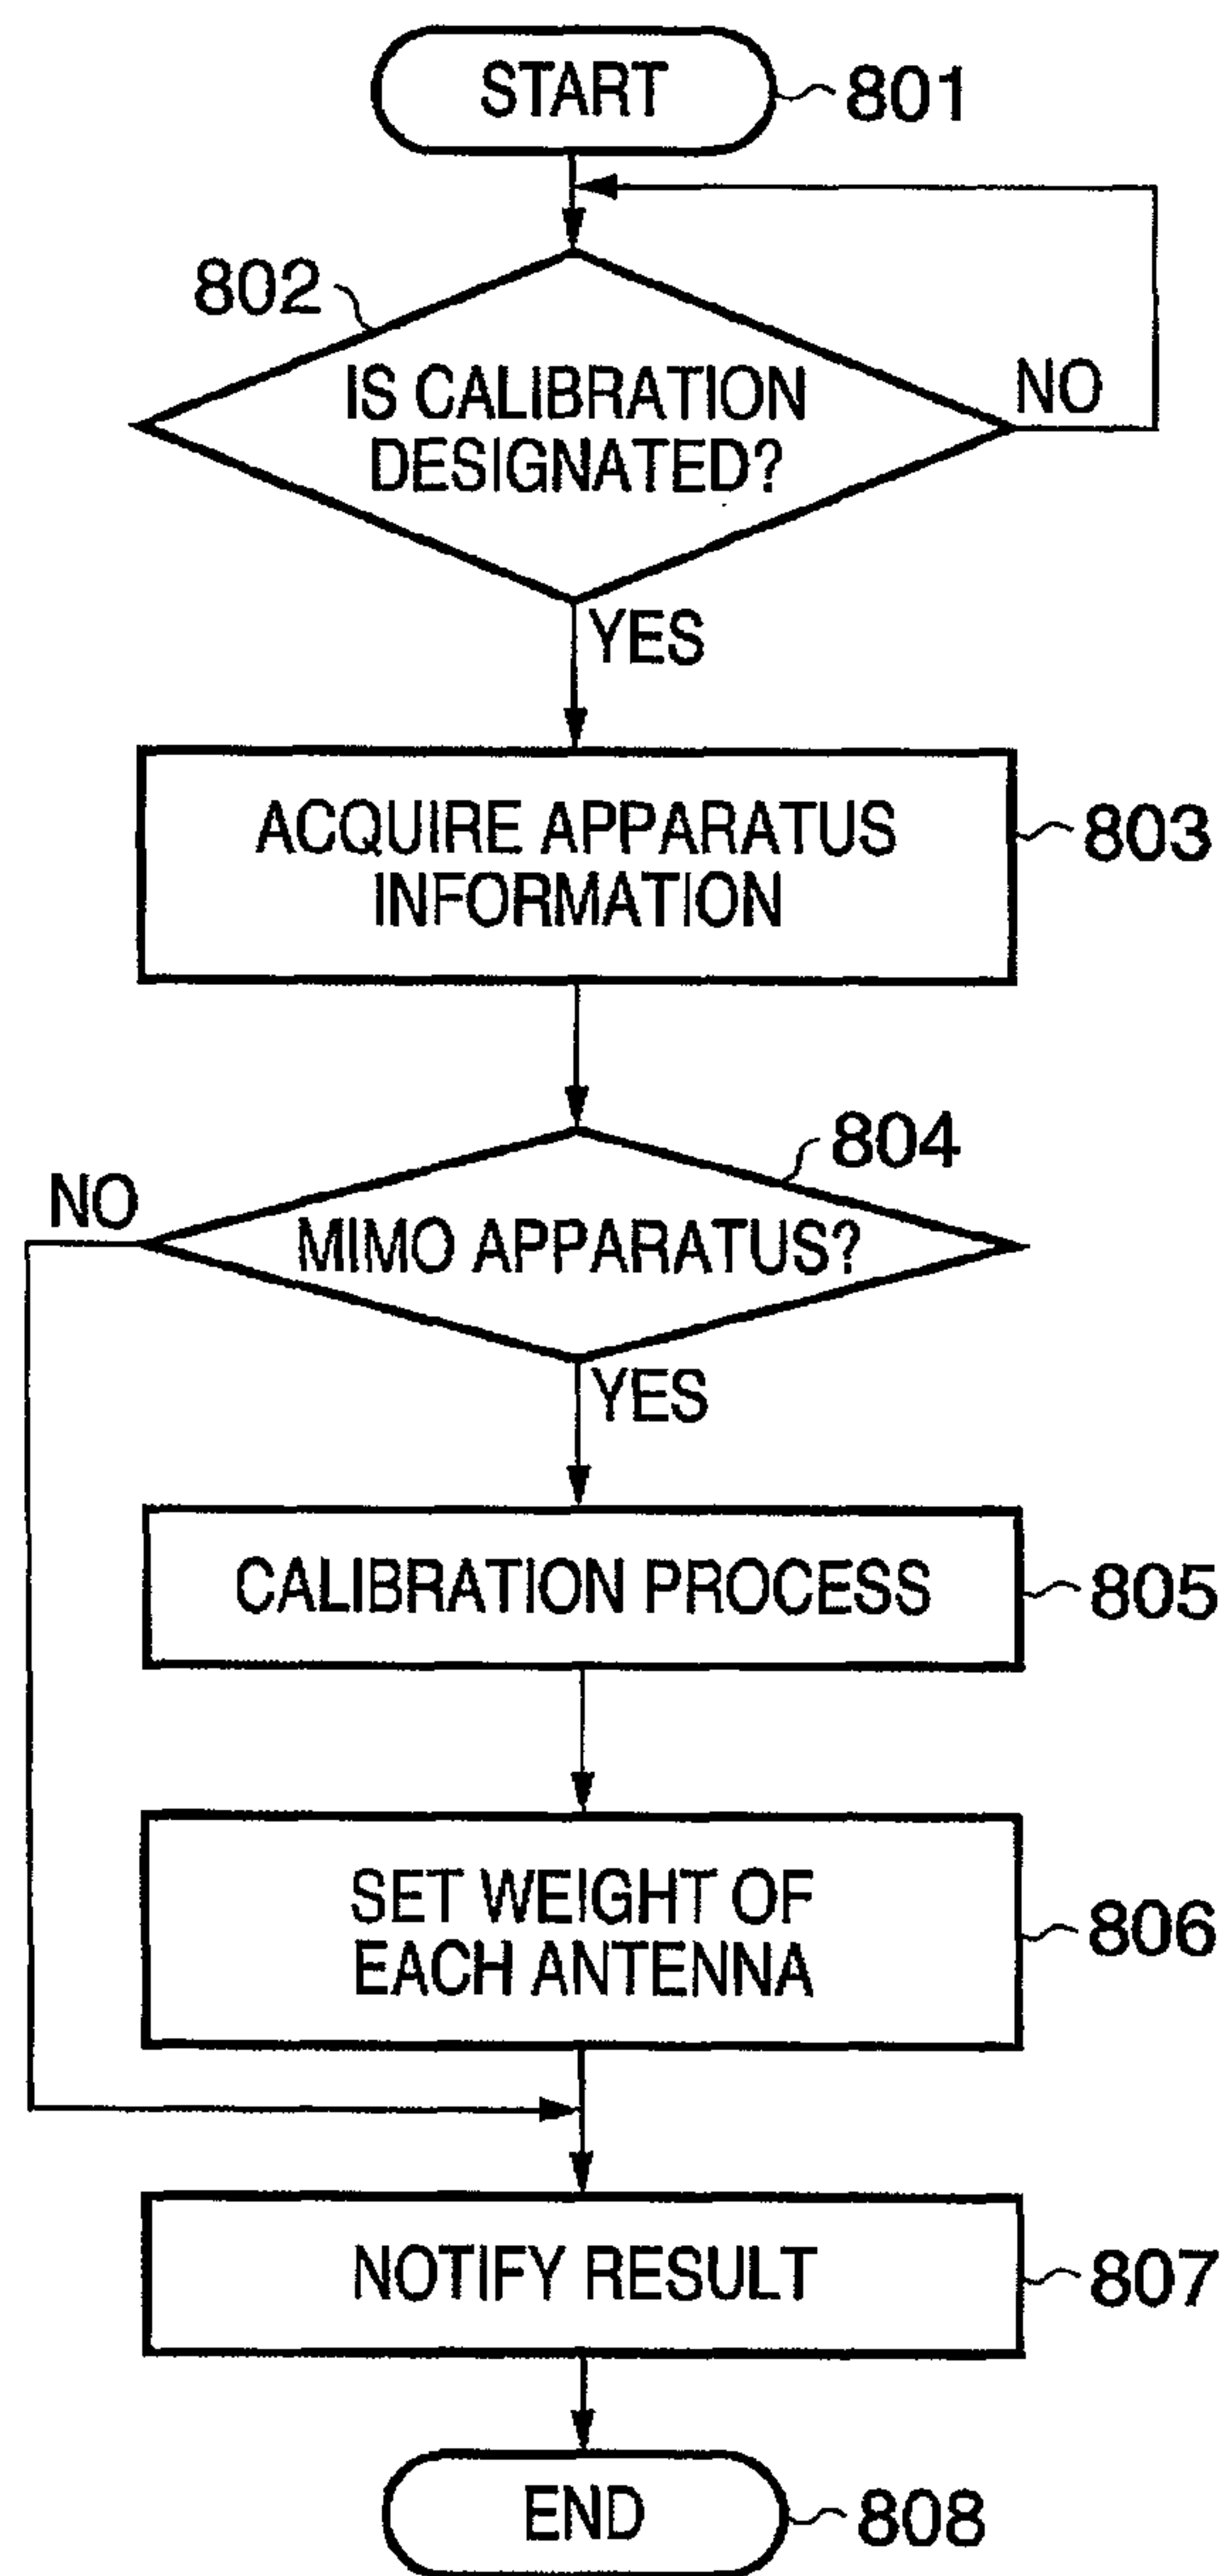 START
801
802
IS CALIBRATION
DESIGNATED?
NO
YES
ACQUIRE APPARATUS
INFORMATION
803
804
NO
MIMO APPARATUS?
YES
CALIBRATION PROCESS
805
SET WEIGHT OF
EACH ANTENNA
806
NOTIFY RESULT
807
END
808